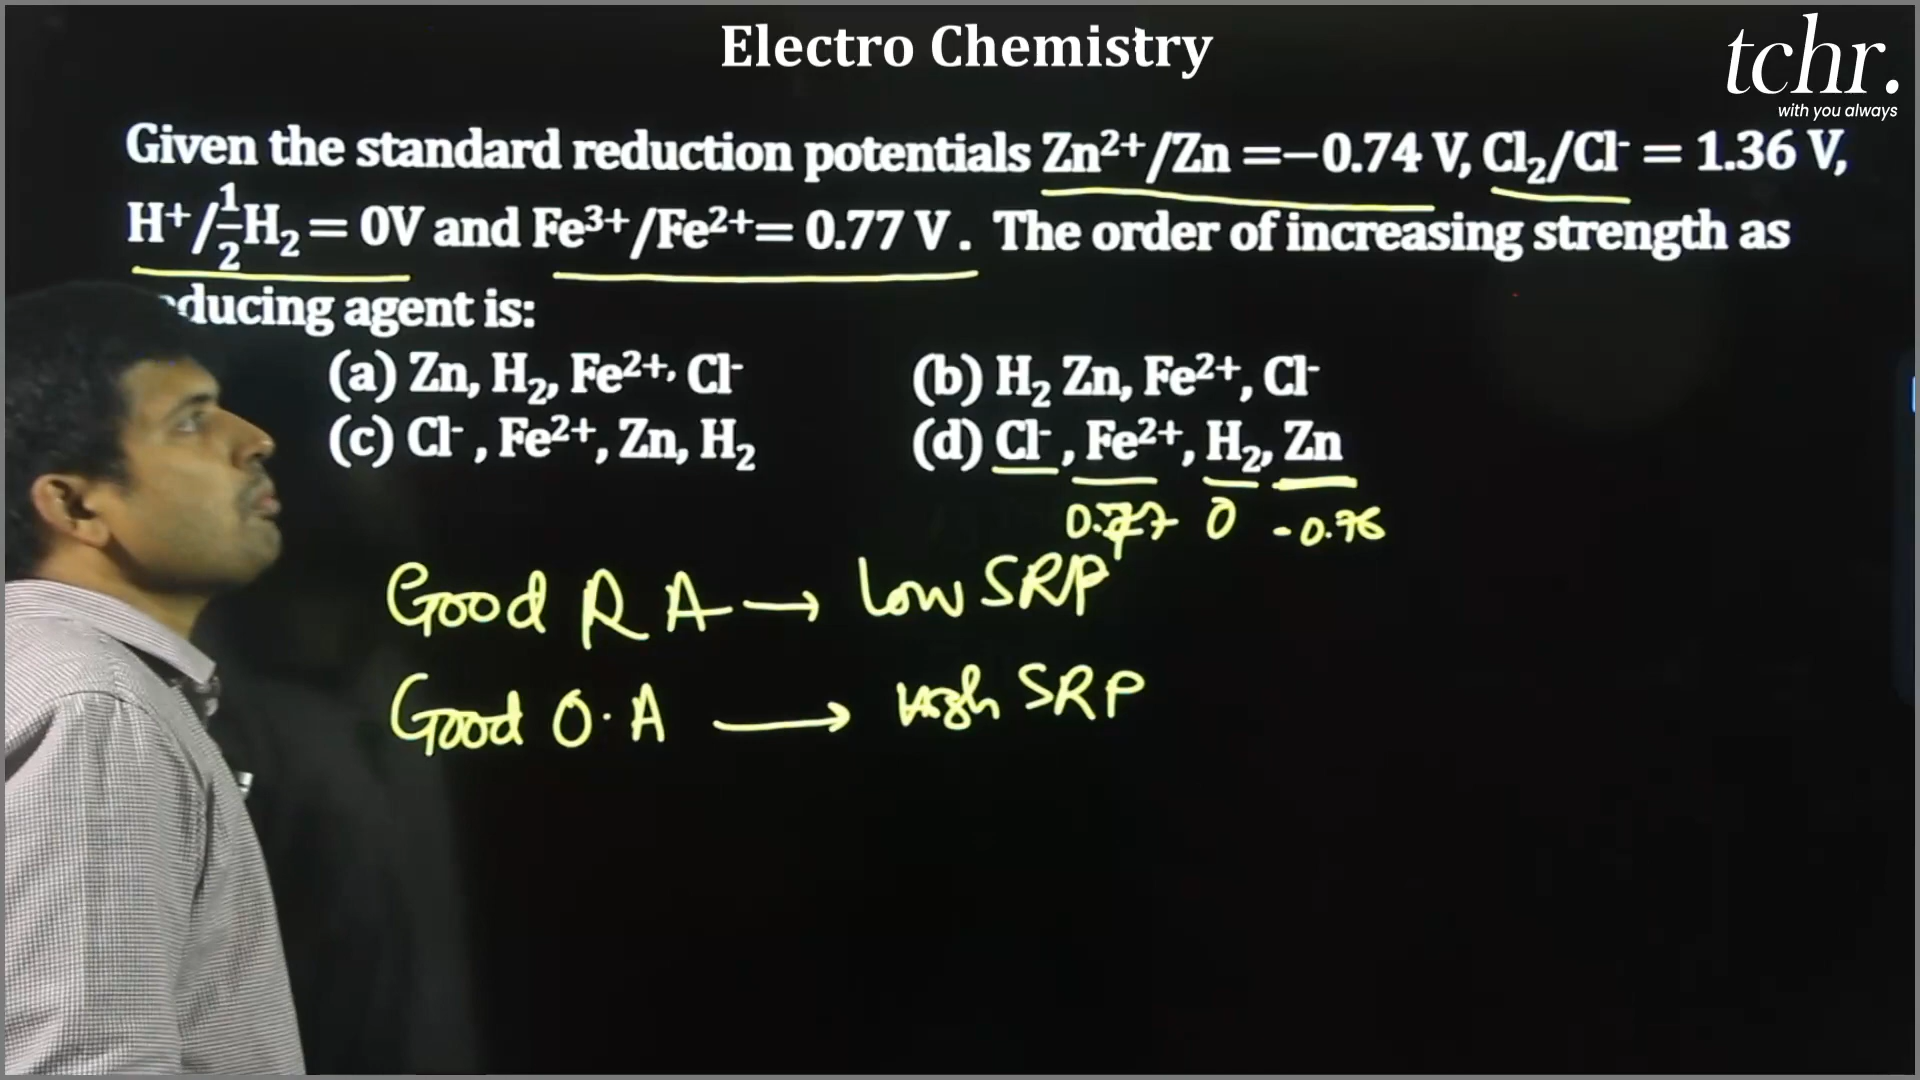 Electro Chemistry
tchr.
with you always
Given the standard reduction potentials Zn²⁺/Zn =−0.74 V, Cl₂/Cl⁻ = 1.36 V,
H⁺/½H₂ = 0V and Fe³⁺/Fe²⁺= 0.77 V . The order of increasing strength as
ducing agent is:
(a) Zn, H₂, Fe²⁺, Cl⁻ (b) H₂ Zn, Fe²⁺, Cl⁻
(c) Cl⁻ , Fe²⁺, Zn, H₂ (d) Cl⁻ , Fe²⁺ , H₂, Zn
0.77 0 -0.76
Good R A → Low SRP
Good O.A → High SRP